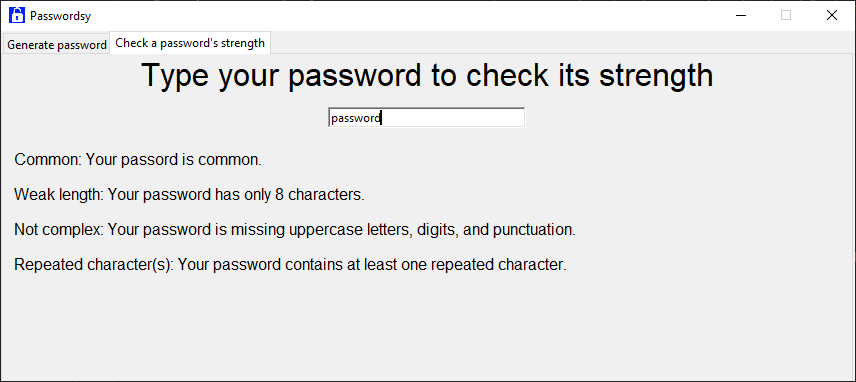 Passwordsy
Generate password
Check a password's strength
Type your password to check its strength
password
Common: Your passord is common.
Weak length: Your password has only 8 characters.
Not complex: Your password is missing uppercase letters, digits, and punctuation.
Repeated character(s): Your password contains at least one repeated character.